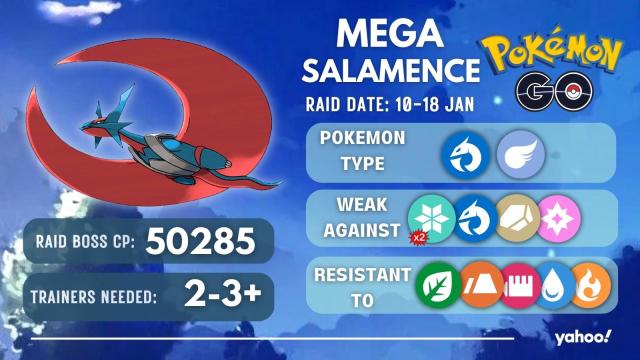 MEGA
SALAMENCE
POKÉMON
GO
RAID DATE: 10-18 JAN
POKEMON
TYPE
WEAK
AGAINST
x2
RESISTANT
TO
RAID BOSS CP: 50285
TRAINERS NEEDED: 2-3+
yahoo!